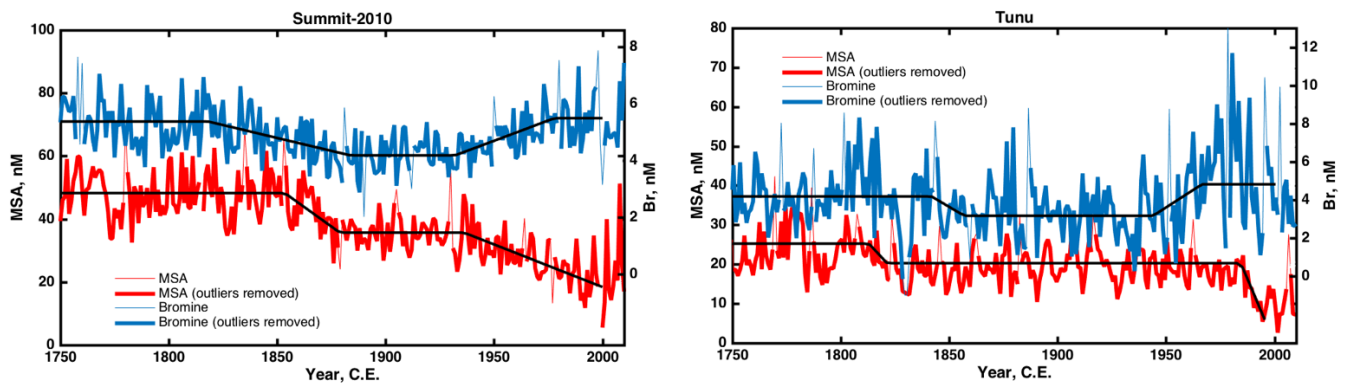 Summit-2010
100
80
60
40
20
0
MSA, nM
8
6
4
2
0
Br, nM
MSA
MSA (outliers removed)
Bromine
Bromine (outliers removed)
1750 1800 1850 1900 1950 2000
Year, C.E.
Tunu
80
70
60
50
40
30
20
10
0
MSA, nM
12
10
8
6
4
2
0
Br, nM
MSA
MSA (outliers removed)
Bromine
Bromine (outliers removed)
1750 1800 1850 1900 1950 2000
Year, C.E.